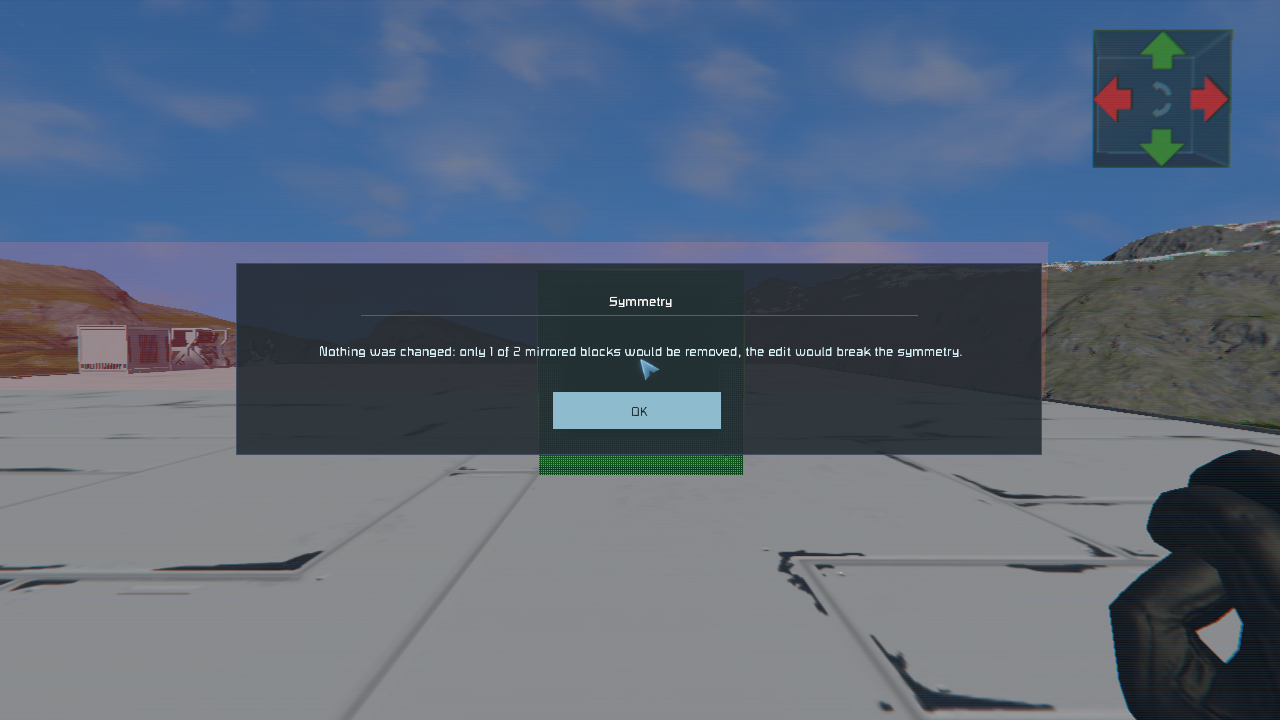 Symmetry
Nothing was changed: only 1 of 2 mirrored blocks would be removed, the edit would break the symmetry.
OK